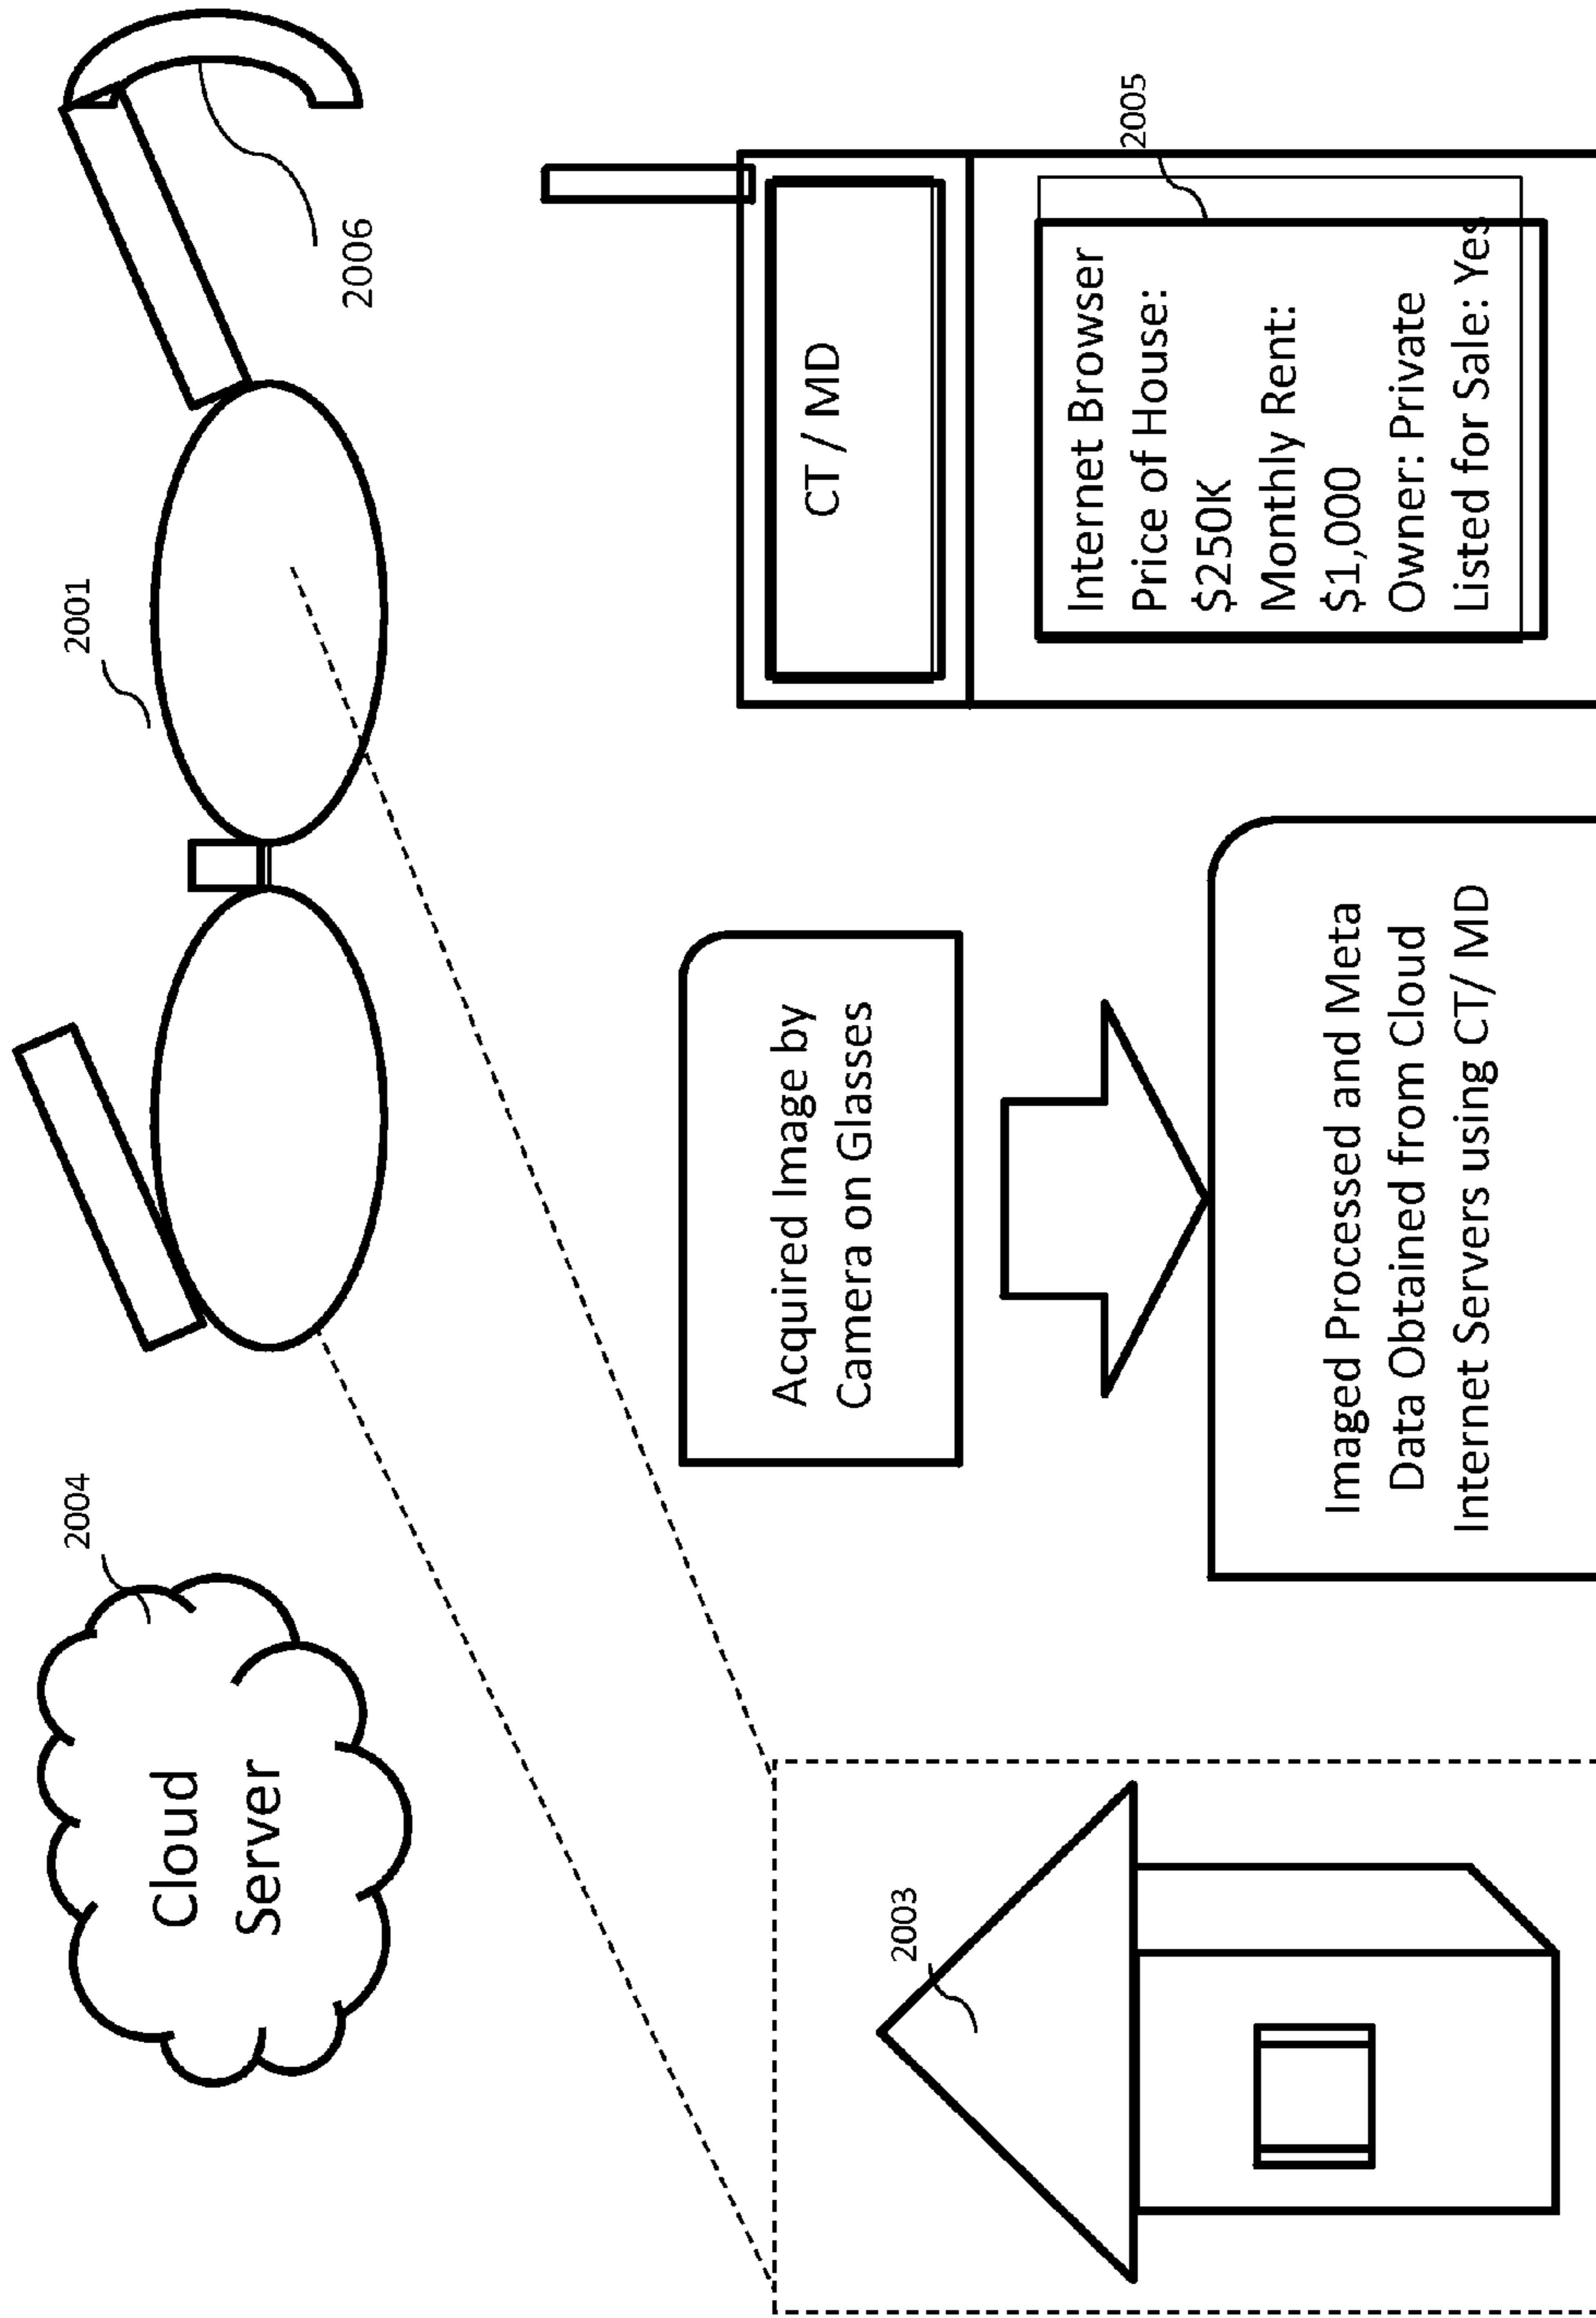 2004
Cloud
Server
2001
2006
2003
Acquired Image by
Camera on Glasses
Imaged Processed and Meta
Data Obtained from Cloud
Internet Servers using CT/ MD
CT / MD
2005
Internet Browser
Price of House:
$250K
Monthly Rent:
$1,000
Owner: Private
Listed for Sale: Yes